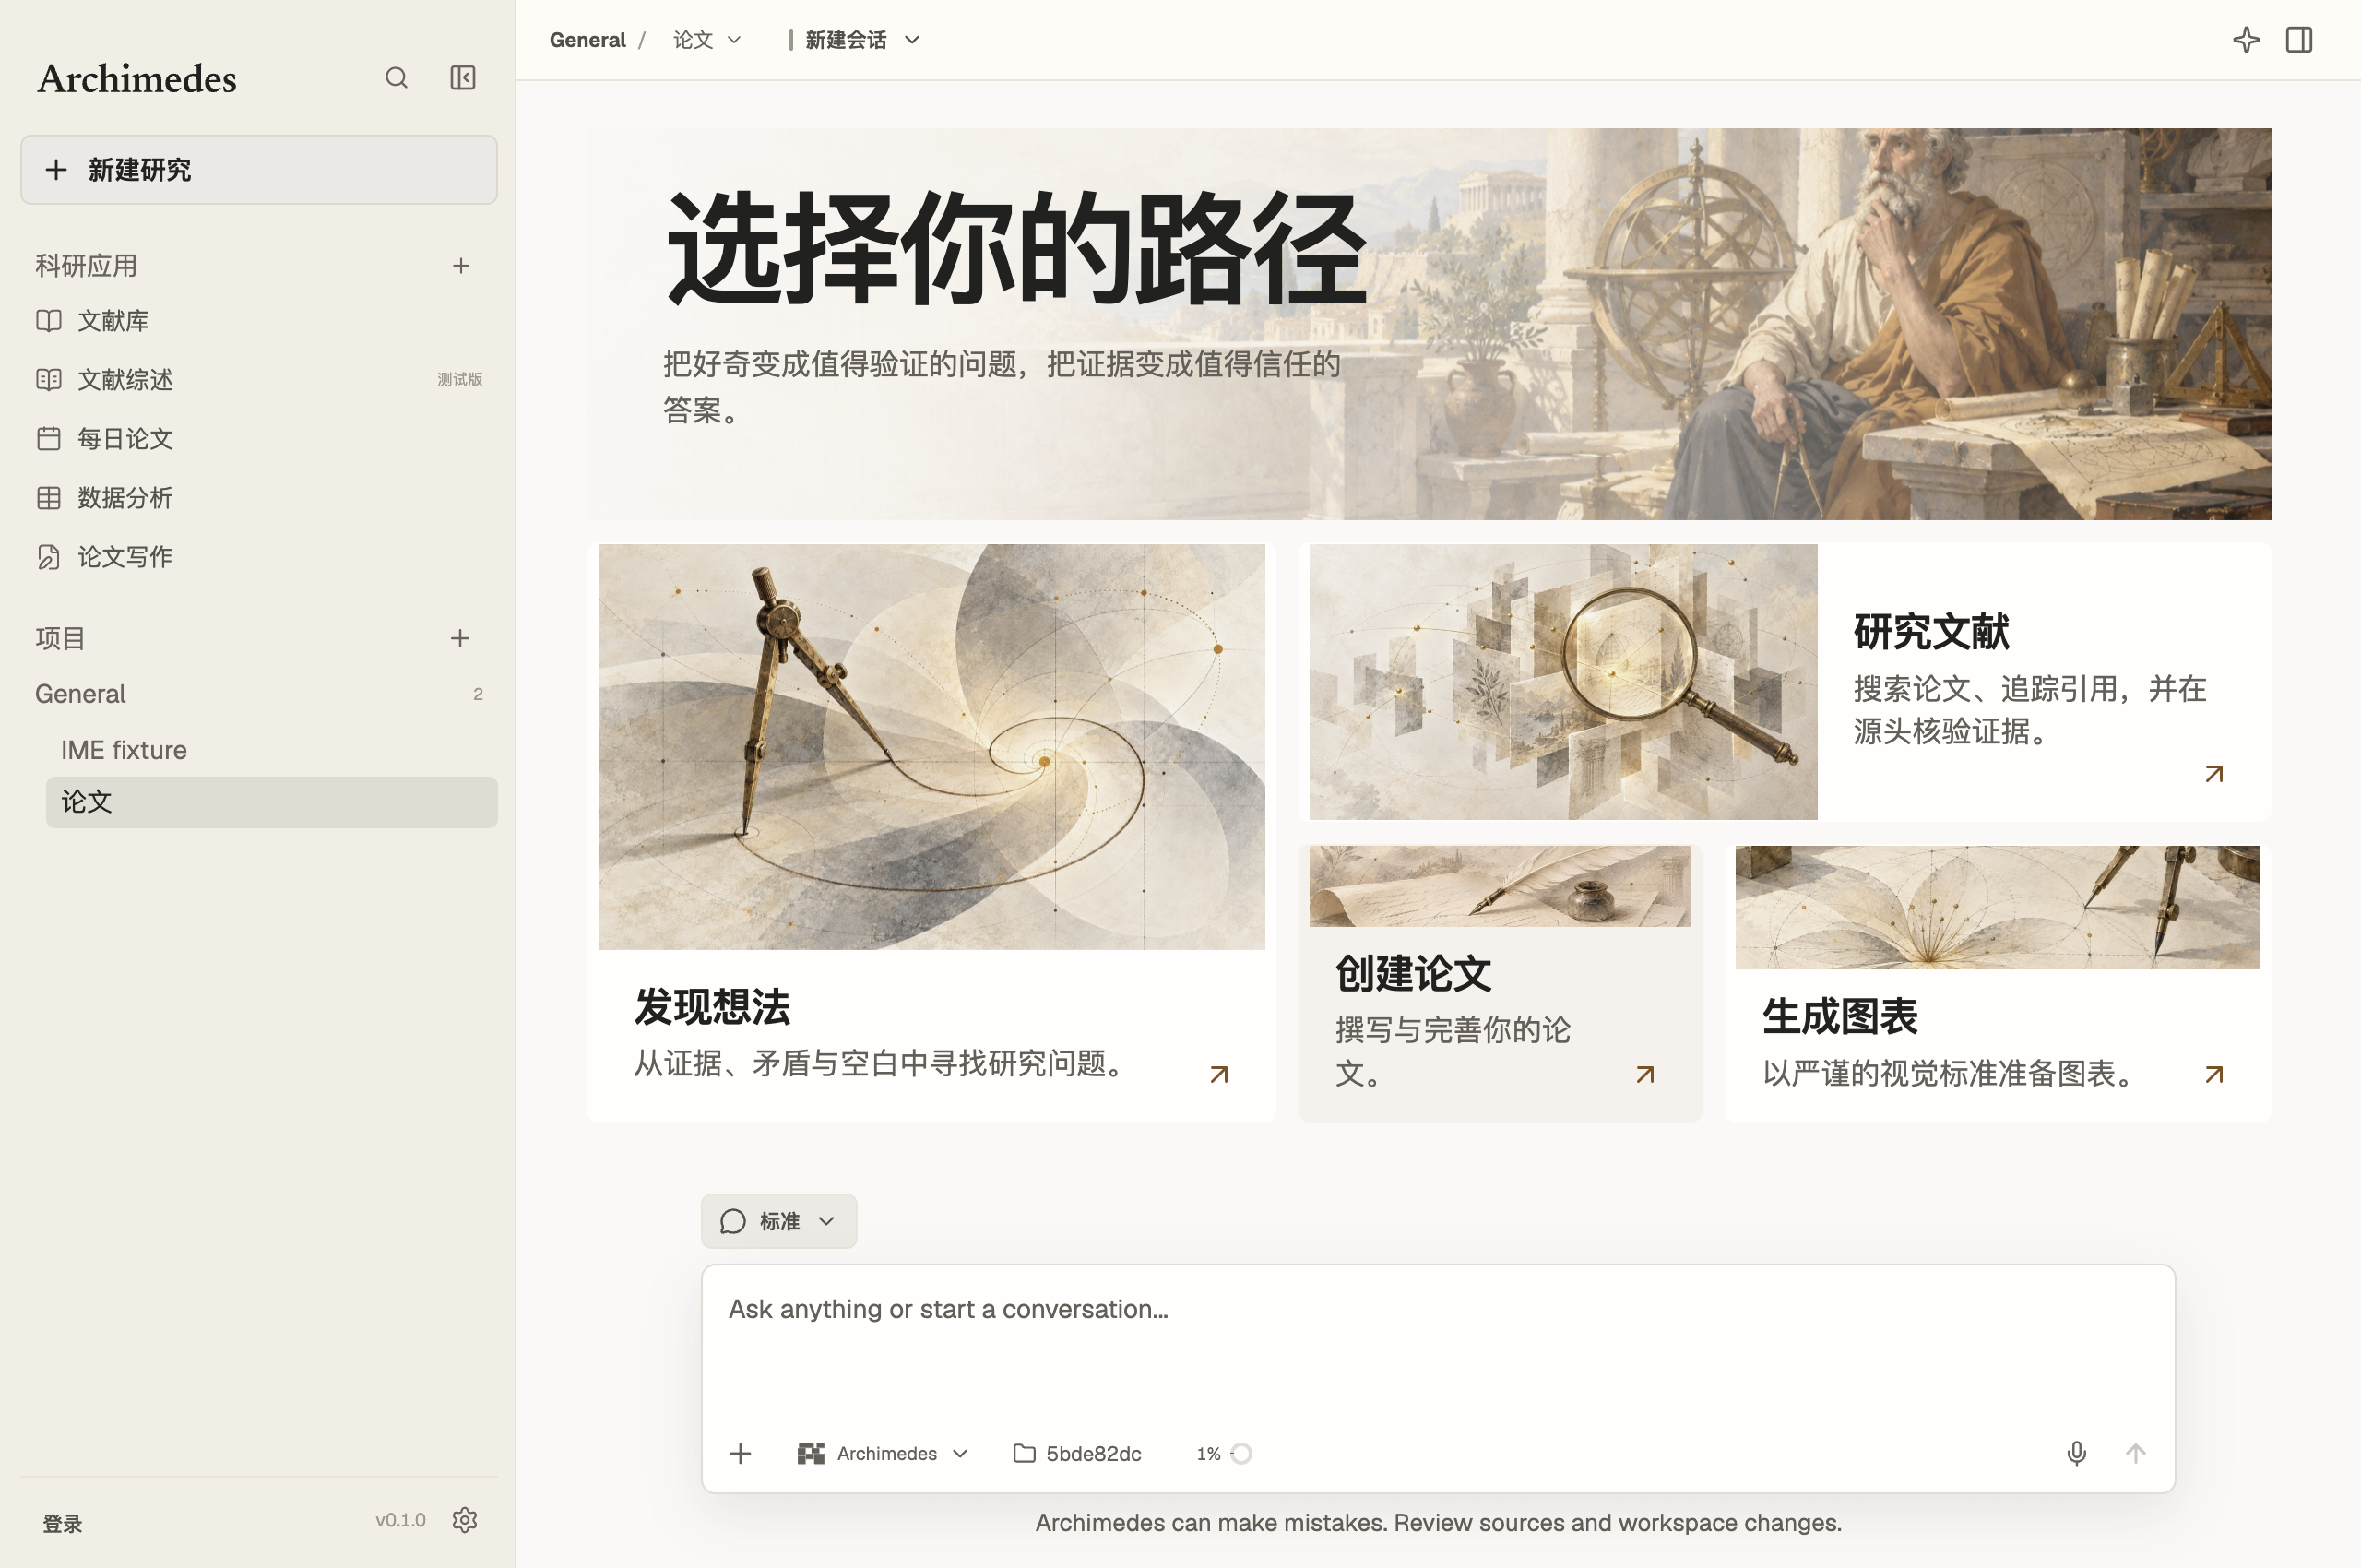 Archimedes
新建研究
科研应用
文献库
文献综述 测试版
每日论文
数据分析
论文写作
项目
General 2
IME fixture
论文
登录 v0.1.0
General / 论文 新建会话
选择你的路径
把好奇变成值得验证的问题，把证据变成值得信任的
答案。
发现想法
从证据、矛盾与空白中寻找研究问题。
研究文献
搜索论文、追踪引用，并在
源头核验证据。
创建论文
撰写与完善你的论
文。
生成图表
以严谨的视觉标准准备图表。
标准
Ask anything or start a conversation...
Archimedes 5bde82dc 1%
Archimedes can make mistakes. Review sources and workspace changes.